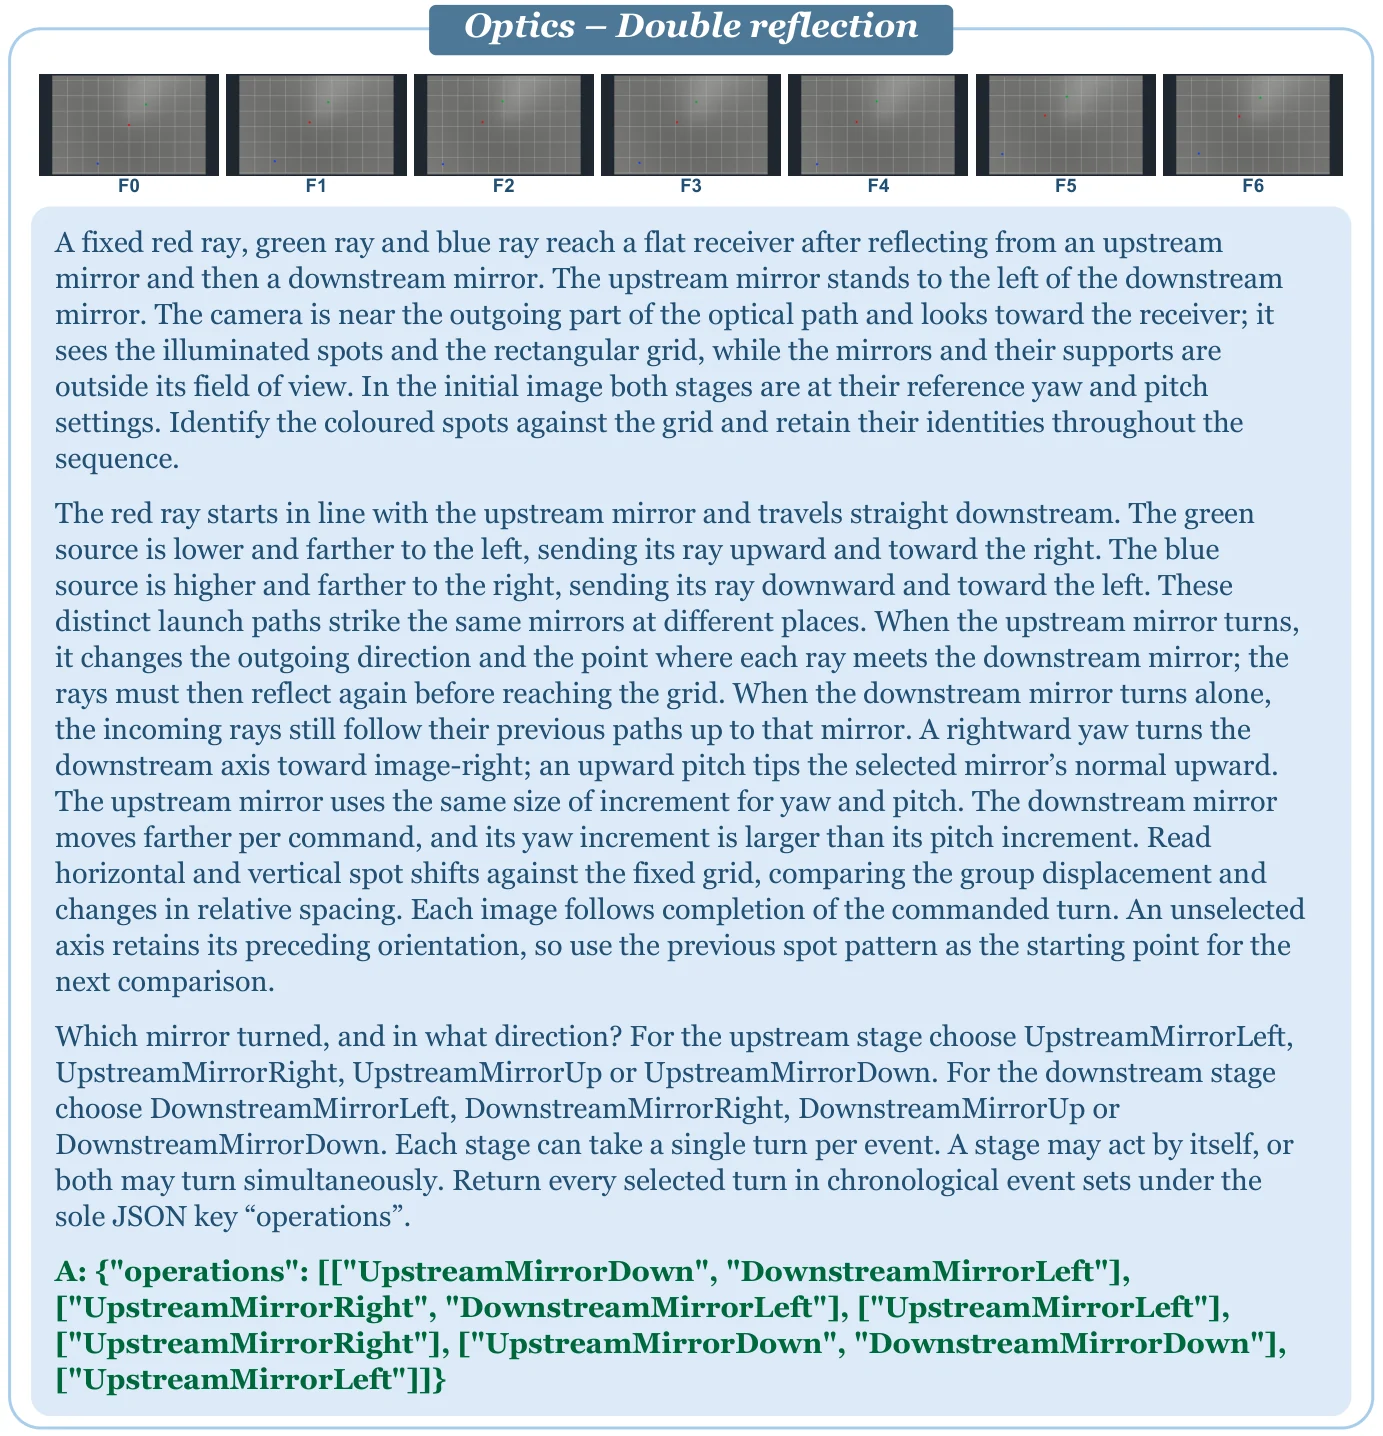 Optics – Double reflection
F0 F1 F2 F3 F4 F5 F6
A fixed red ray, green ray and blue ray reach a flat receiver after reflecting from an upstream
mirror and then a downstream mirror. The upstream mirror stands to the left of the downstream
mirror. The camera is near the outgoing part of the optical path and looks toward the receiver; it
sees the illuminated spots and the rectangular grid, while the mirrors and their supports are
outside its field of view. In the initial image both stages are at their reference yaw and pitch
settings. Identify the coloured spots against the grid and retain their identities throughout the
sequence.
The red ray starts in line with the upstream mirror and travels straight downstream. The green
source is lower and farther to the left, sending its ray upward and toward the right. The blue
source is higher and farther to the right, sending its ray downward and toward the left. These
distinct launch paths strike the same mirrors at different places. When the upstream mirror turns,
it changes the outgoing direction and the point where each ray meets the downstream mirror; the
rays must then reflect again before reaching the grid. When the downstream mirror turns alone,
the incoming rays still follow their previous paths up to that mirror. A rightward yaw turns the
downstream axis toward image-right; an upward pitch tips the selected mirror’s normal upward.
The upstream mirror uses the same size of increment for yaw and pitch. The downstream mirror
moves farther per command, and its yaw increment is larger than its pitch increment. Read
horizontal and vertical spot shifts against the fixed grid, comparing the group displacement and
changes in relative spacing. Each image follows completion of the commanded turn. An unselected
axis retains its preceding orientation, so use the previous spot pattern as the starting point for the
next comparison.
Which mirror turned, and in what direction? For the upstream stage choose UpstreamMirrorLeft,
UpstreamMirrorRight, UpstreamMirrorUp or UpstreamMirrorDown. For the downstream stage
choose DownstreamMirrorLeft, DownstreamMirrorRight, DownstreamMirrorUp or
DownstreamMirrorDown. Each stage can take a single turn per event. A stage may act by itself, or
both may turn simultaneously. Return every selected turn in chronological event sets under the
sole JSON key “operations”.
A: {"operations": [["UpstreamMirrorDown", "DownstreamMirrorLeft"],
["UpstreamMirrorRight", "DownstreamMirrorLeft"], ["UpstreamMirrorLeft"],
["UpstreamMirrorRight"], ["UpstreamMirrorDown", "DownstreamMirrorDown"],
["UpstreamMirrorLeft"]]}